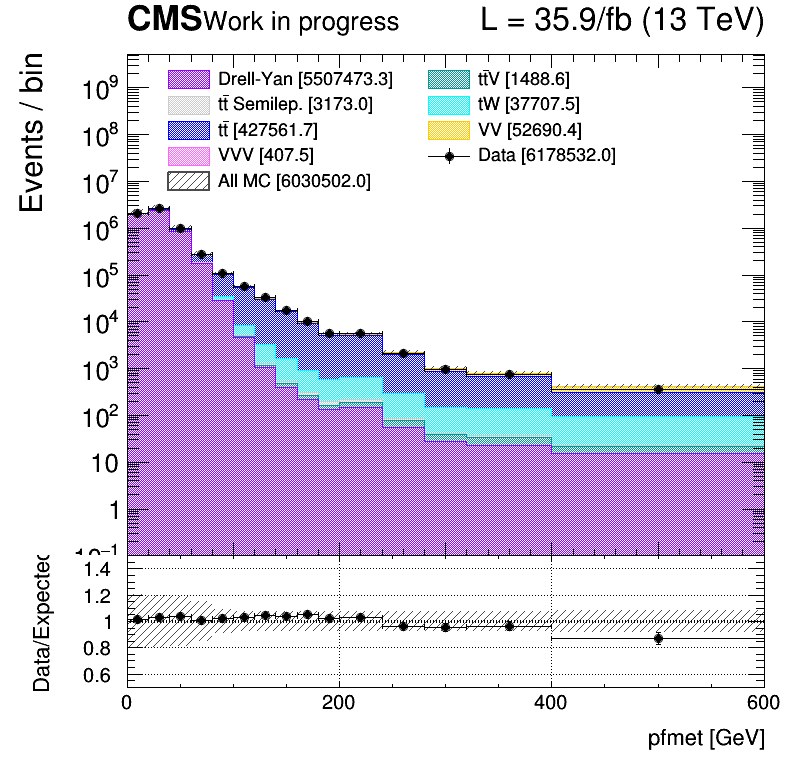 CMS Work in progress L = 35.9/fb (13 TeV)
Events / bin
Drell-Yan [5507473.3]
tt̄ Semilep. [3173.0]
tt̄ [427561.7]
VVV [407.5]
All MC [6030502.0]
tt̄V [1488.6]
tW [37707.5]
VV [52690.4]
Data [6178532.0]
10⁹
10⁸
10⁷
10⁶
10⁵
10⁴
10³
10²
10
1
10⁻¹
Data/Expected
1.4
1.2
1
0.8
0.6
0 200 400 600
pfmet [GeV]